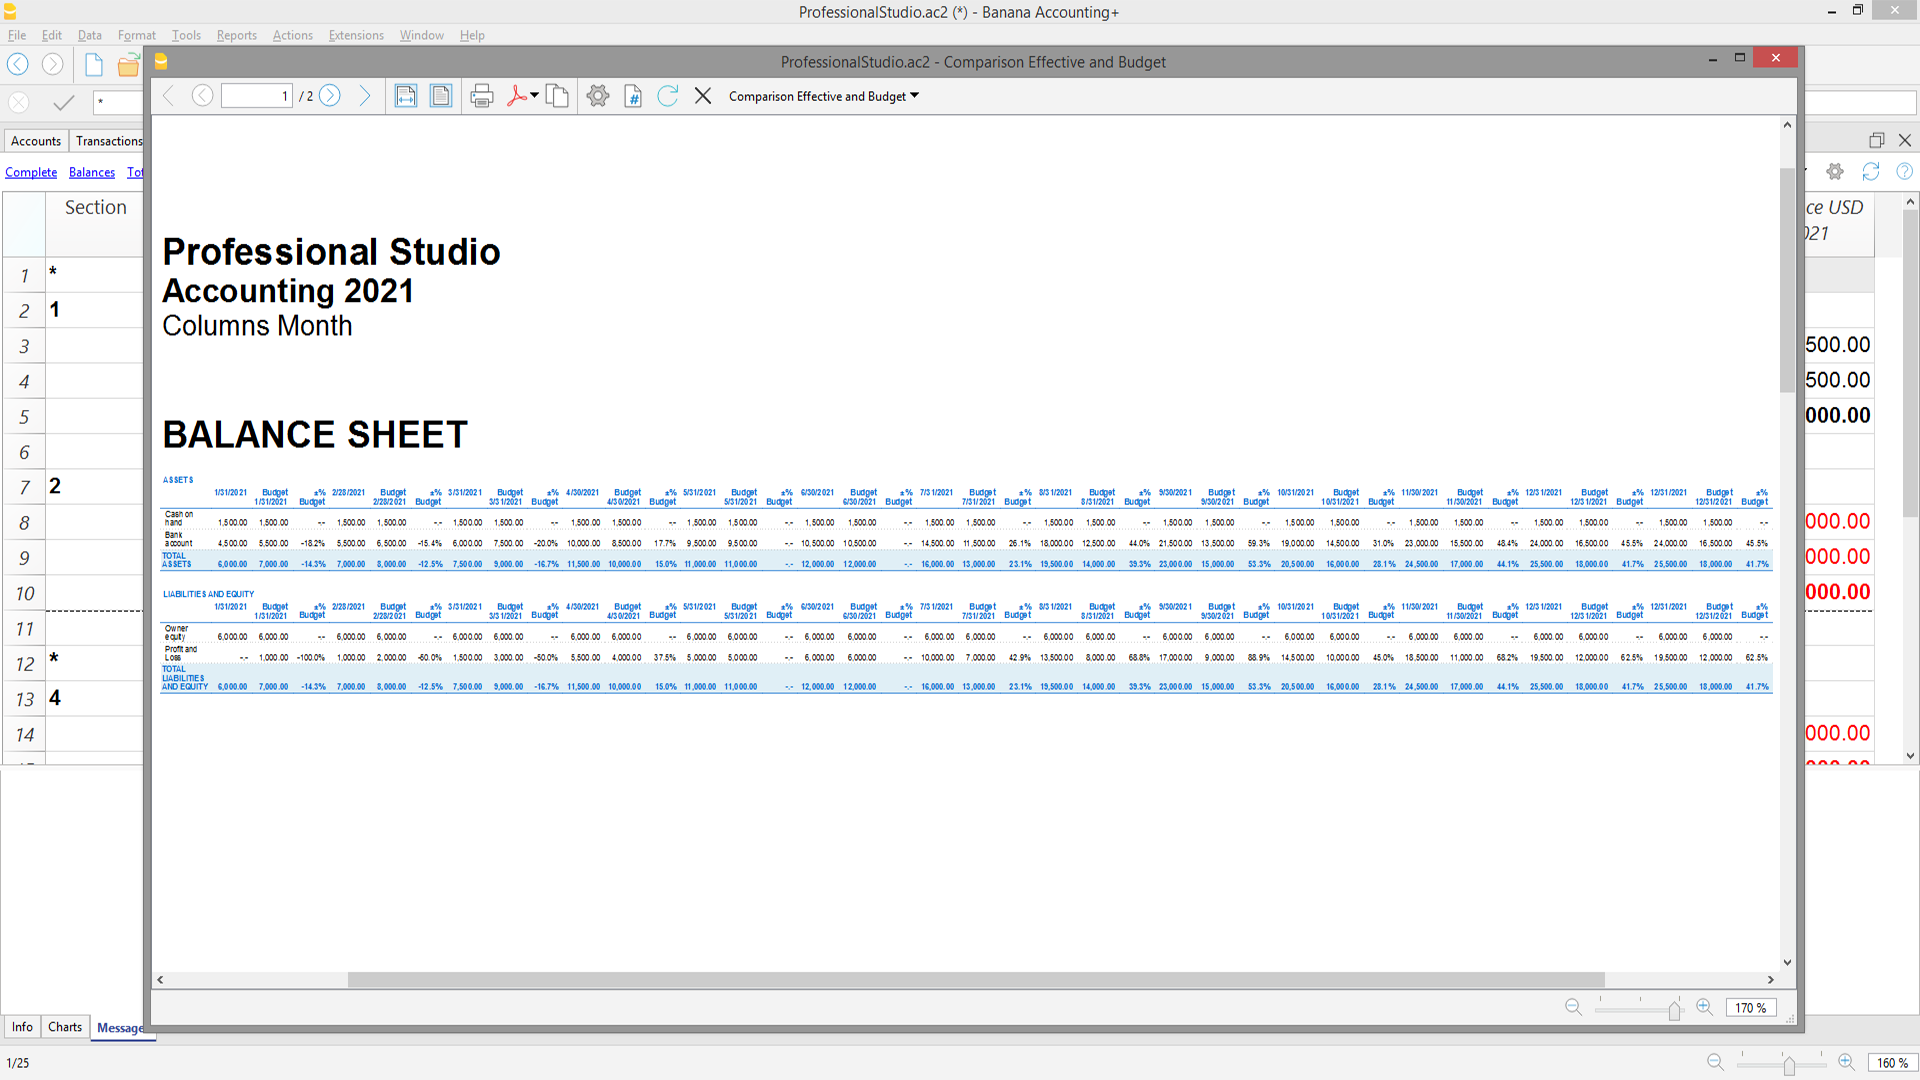 ProfessionalStudio.ac2 (*) - Banana Accounting+
File Edit Data Format Tools Reports Actions Extensions Window Help
ProfessionalStudio.ac2 - Comparison Effective and Budget
1 / 2 Comparison Effective and Budget
*
Accounts Transactions
Complete Balances Tot
Section
ce USD
021
1 *
2 1
3 500.00
4 500.00
5 000.00
6
7 2
8 000.00
9 000.00
10 000.00
11
12 *
13 4
14 000.00
Professional Studio
Accounting 2021
Columns Month
BALANCE SHEET
ASSETS
1/31/2021 Budget ±% 2/28/2021 Budget ±% 3/31/2021 Budget ±% 4/30/2021 Budget ±% 5/31/2021 Budget ±% 6/30/2021 Budget ±% 7/31/2021 Budget ±% 8/31/2021 Budget ±% 9/30/2021 Budget ±% 10/31/2021 Budget ±% 11/30/2021 Budget ±% 12/31/2021 Budget ±% 12/31/2021 Budget ±%
1/31/2021 Budget 2/28/2021 Budget 3/31/2021 Budget 4/30/2021 Budget 5/31/2021 Budget 6/30/2021 Budget 7/31/2021 Budget 8/31/2021 Budget 9/30/2021 Budget 10/31/2021 Budget 11/30/2021 Budget 12/31/2021 Budget 12/31/2021 Budget
Cash on
hand 1,500.00 1,500.00 -.- 1,500.00 1,500.00 -.- 1,500.00 1,500.00 -.- 1,500.00 1,500.00 -.- 1,500.00 1,500.00 -.- 1,500.00 1,500.00 -.- 1,500.00 1,500.00 -.- 1,500.00 1,500.00 -.- 1,500.00 1,500.00 -.- 1,500.00 1,500.00 -.- 1,500.00 1,500.00 -.- 1,500.00 1,500.00 -.- 1,500.00 1,500.00 -.-
Bank
account 4,500.00 5,500.00 -18.2% 5,500.00 6,500.00 -15.4% 6,000.00 7,500.00 -20.0% 10,000.00 8,500.00 17.7% 9,500.00 9,500.00 -.- 10,500.00 10,500.00 -.- 14,500.00 11,500.00 26.1% 18,000.00 12,500.00 44.0% 21,500.00 13,500.00 59.3% 19,000.00 14,500.00 31.0% 23,000.00 15,500.00 48.4% 24,000.00 16,500.00 45.5% 24,000.00 16,500.00 45.5%
TOTAL
ASSETS 6,000.00 7,000.00 -14.3% 7,000.00 8,000.00 -12.5% 7,500.00 9,000.00 -16.7% 11,500.00 10,000.00 15.0% 11,000.00 11,000.00 -.- 12,000.00 12,000.00 -.- 16,000.00 13,000.00 23.1% 19,500.00 14,000.00 39.3% 23,000.00 15,000.00 53.3% 20,500.00 16,000.00 28.1% 24,500.00 17,000.00 44.1% 25,500.00 18,000.00 41.7% 25,500.00 18,000.00 41.7%
LIABILITIES AND EQUITY
1/31/2021 Budget ±% 2/28/2021 Budget ±% 3/31/2021 Budget ±% 4/30/2021 Budget ±% 5/31/2021 Budget ±% 6/30/2021 Budget ±% 7/31/2021 Budget ±% 8/31/2021 Budget ±% 9/30/2021 Budget ±% 10/31/2021 Budget ±% 11/30/2021 Budget ±% 12/31/2021 Budget ±% 12/31/2021 Budget ±%
1/31/2021 Budget 2/28/2021 Budget 3/31/2021 Budget 4/30/2021 Budget 5/31/2021 Budget 6/30/2021 Budget 7/31/2021 Budget 8/31/2021 Budget 9/30/2021 Budget 10/31/2021 Budget 11/30/2021 Budget 12/31/2021 Budget 12/31/2021 Budget
Owner
equity 6,000.00 6,000.00 -.- 6,000.00 6,000.00 -.- 6,000.00 6,000.00 -.- 6,000.00 6,000.00 -.- 6,000.00 6,000.00 -.- 6,000.00 6,000.00 -.- 6,000.00 6,000.00 -.- 6,000.00 6,000.00 -.- 6,000.00 6,000.00 -.- 6,000.00 6,000.00 -.- 6,000.00 6,000.00 -.- 6,000.00 6,000.00 -.- 6,000.00 6,000.00 -.-
Profit and
Loss -.- 1,000.00 -100.0% 1,000.00 2,000.00 -50.0% 1,500.00 3,000.00 -50.0% 5,500.00 4,000.00 37.5% 5,000.00 5,000.00 -.- 6,000.00 6,000.00 -.- 10,000.00 7,000.00 42.9% 13,500.00 8,000.00 68.8% 17,000.00 9,000.00 88.9% 14,500.00 10,000.00 45.0% 18,500.00 11,000.00 68.2% 19,500.00 12,000.00 62.5% 19,500.00 12,000.00 62.5%
TOTAL
LIABILITIES
AND EQUITY 6,000.00 7,000.00 -14.3% 7,000.00 8,000.00 -12.5% 7,500.00 9,000.00 -16.7% 11,500.00 10,000.00 15.0% 11,000.00 11,000.00 -.- 12,000.00 12,000.00 -.- 16,000.00 13,000.00 23.1% 19,500.00 14,000.00 39.3% 23,000.00 15,000.00 53.3% 20,500.00 16,000.00 28.1% 24,500.00 17,000.00 44.1% 25,500.00 18,000.00 41.7% 25,500.00 18,000.00 41.7%
170 %
Info Charts Message
1/25
160 %